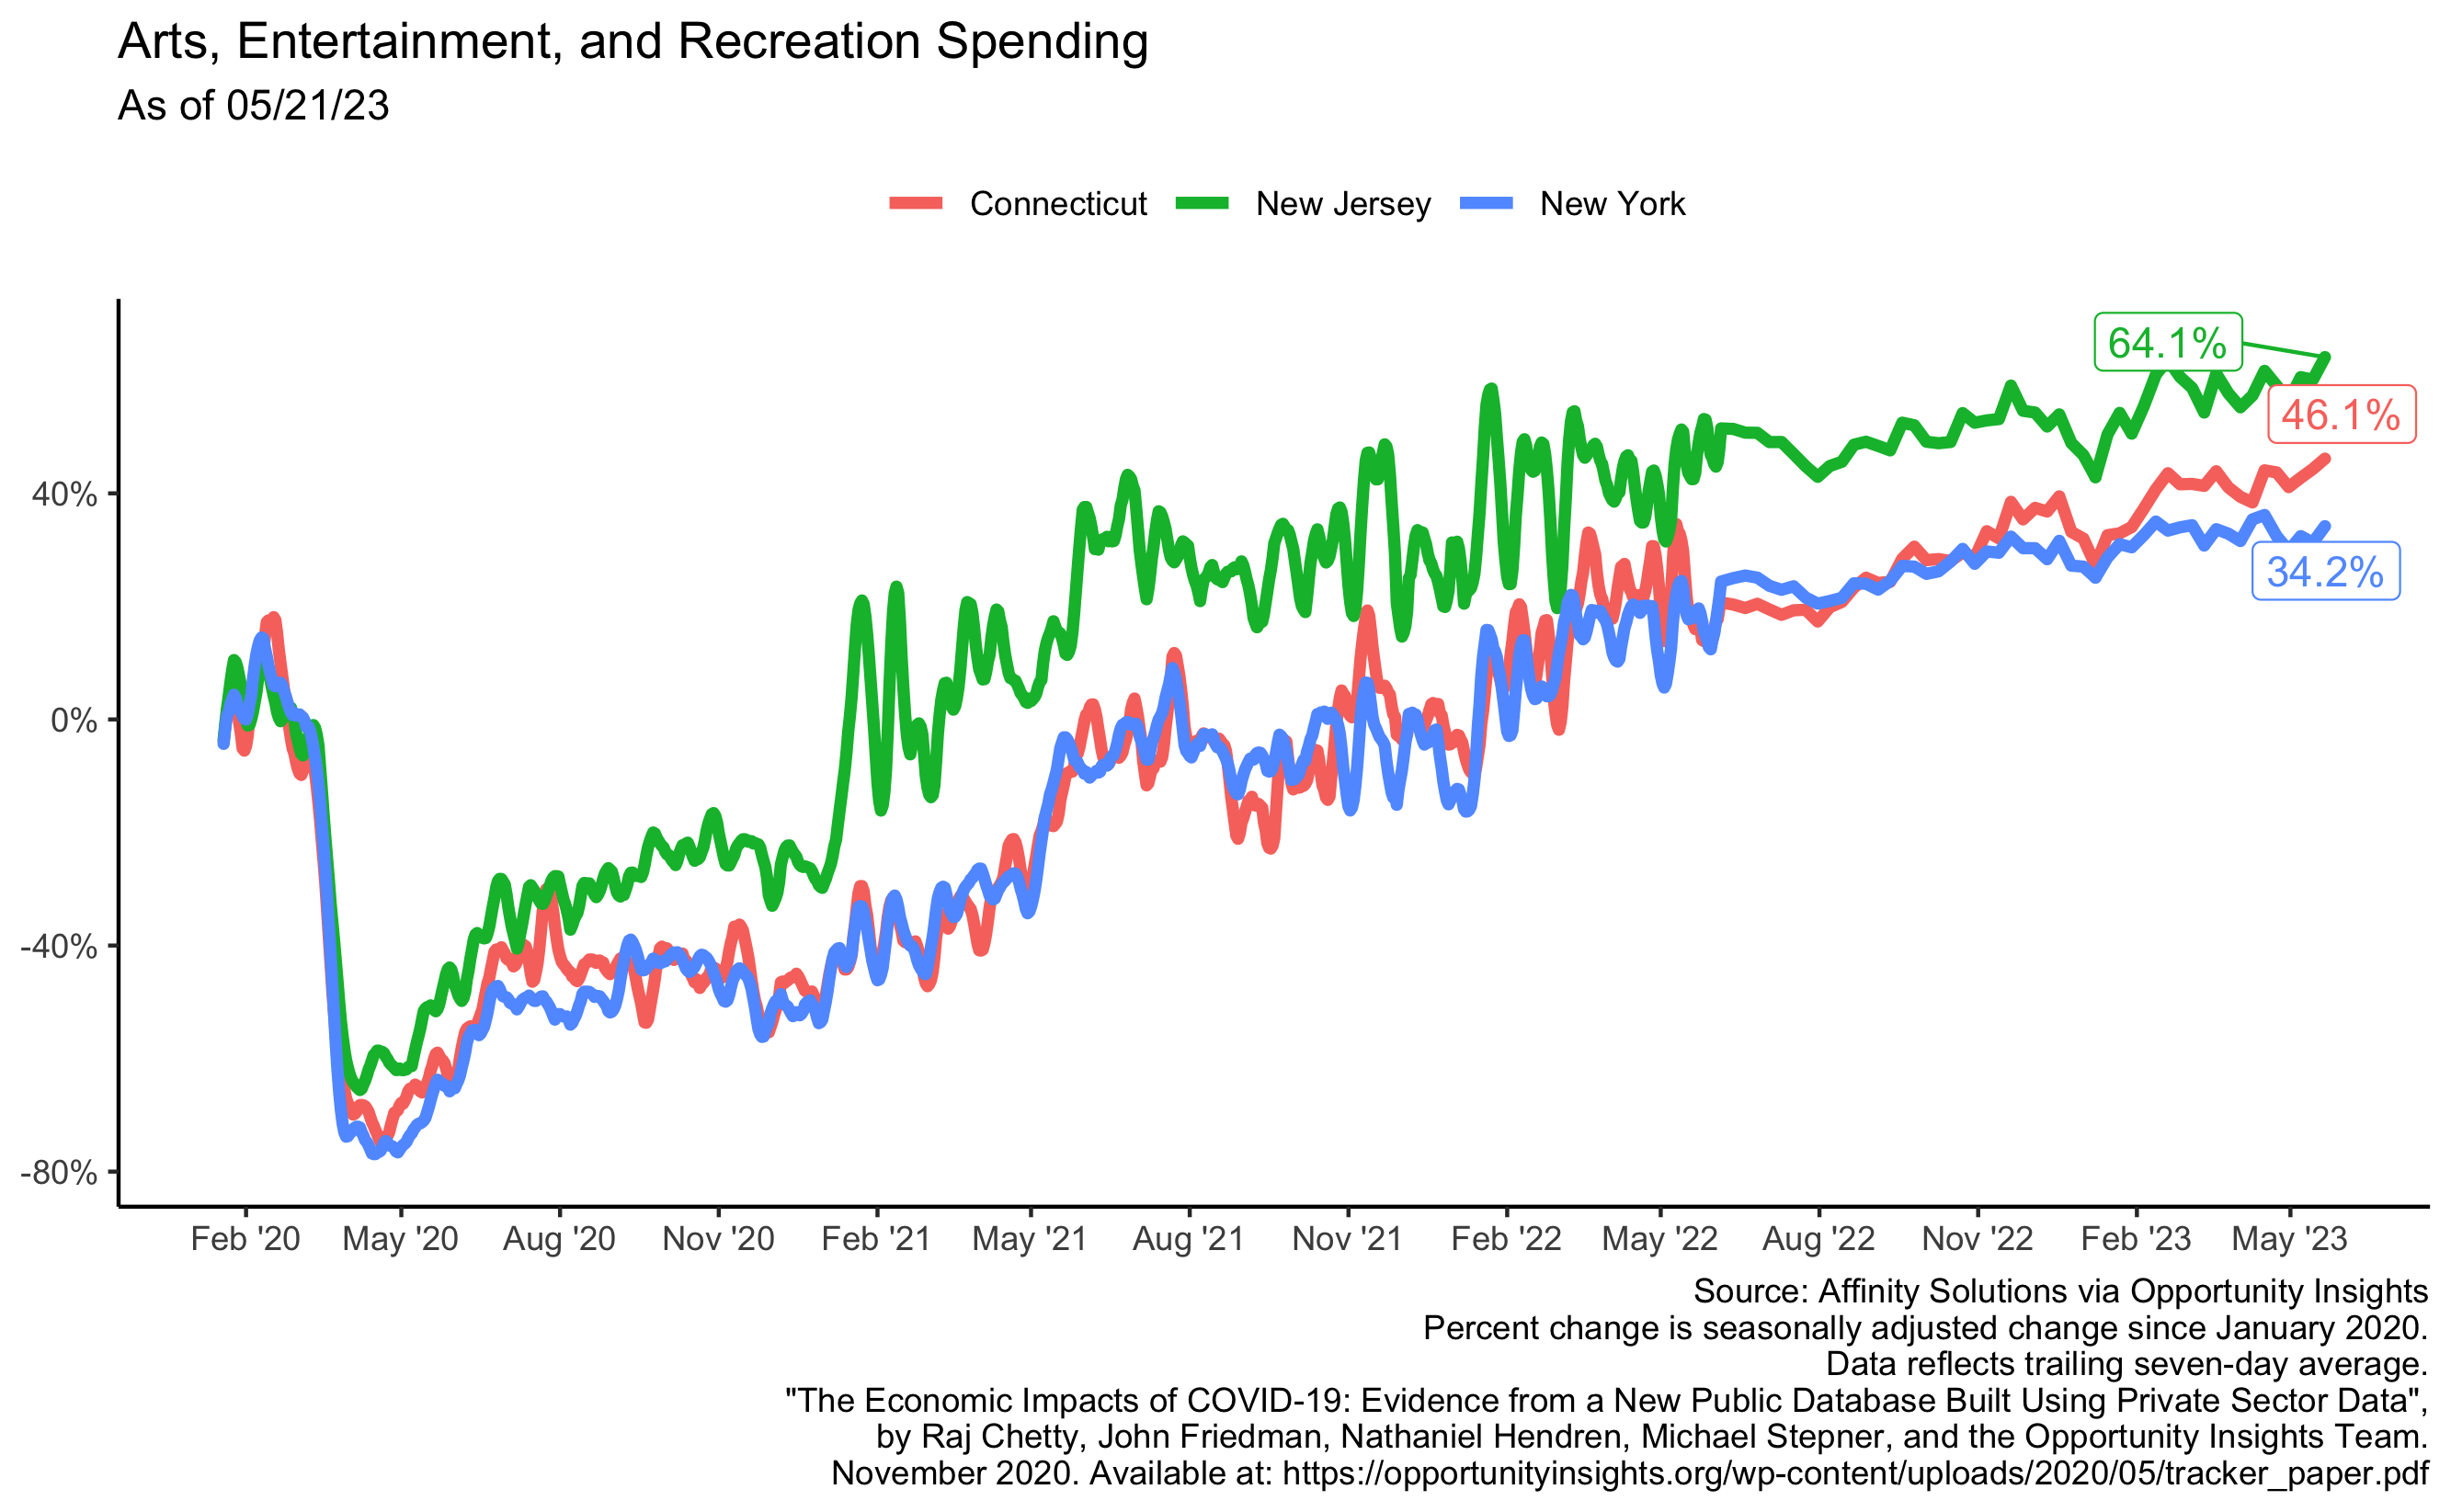 Arts, Entertainment, and Recreation Spending
As of 05/21/23
Connecticut New Jersey New York
64.1%
46.1%
34.2%
40%
0%
-40%
-80%
Feb '20 May '20 Aug '20 Nov '20 Feb '21 May '21 Aug '21 Nov '21 Feb '22 May '22 Aug '22 Nov '22 Feb '23 May '23
Source: Affinity Solutions via Opportunity Insights
Percent change is seasonally adjusted change since January 2020.
Data reflects trailing seven-day average.
"The Economic Impacts of COVID-19: Evidence from a New Public Database Built Using Private Sector Data",
by Raj Chetty, John Friedman, Nathaniel Hendren, Michael Stepner, and the Opportunity Insights Team.
November 2020. Available at: https://opportunityinsights.org/wp-content/uploads/2020/05/tracker_paper.pdf